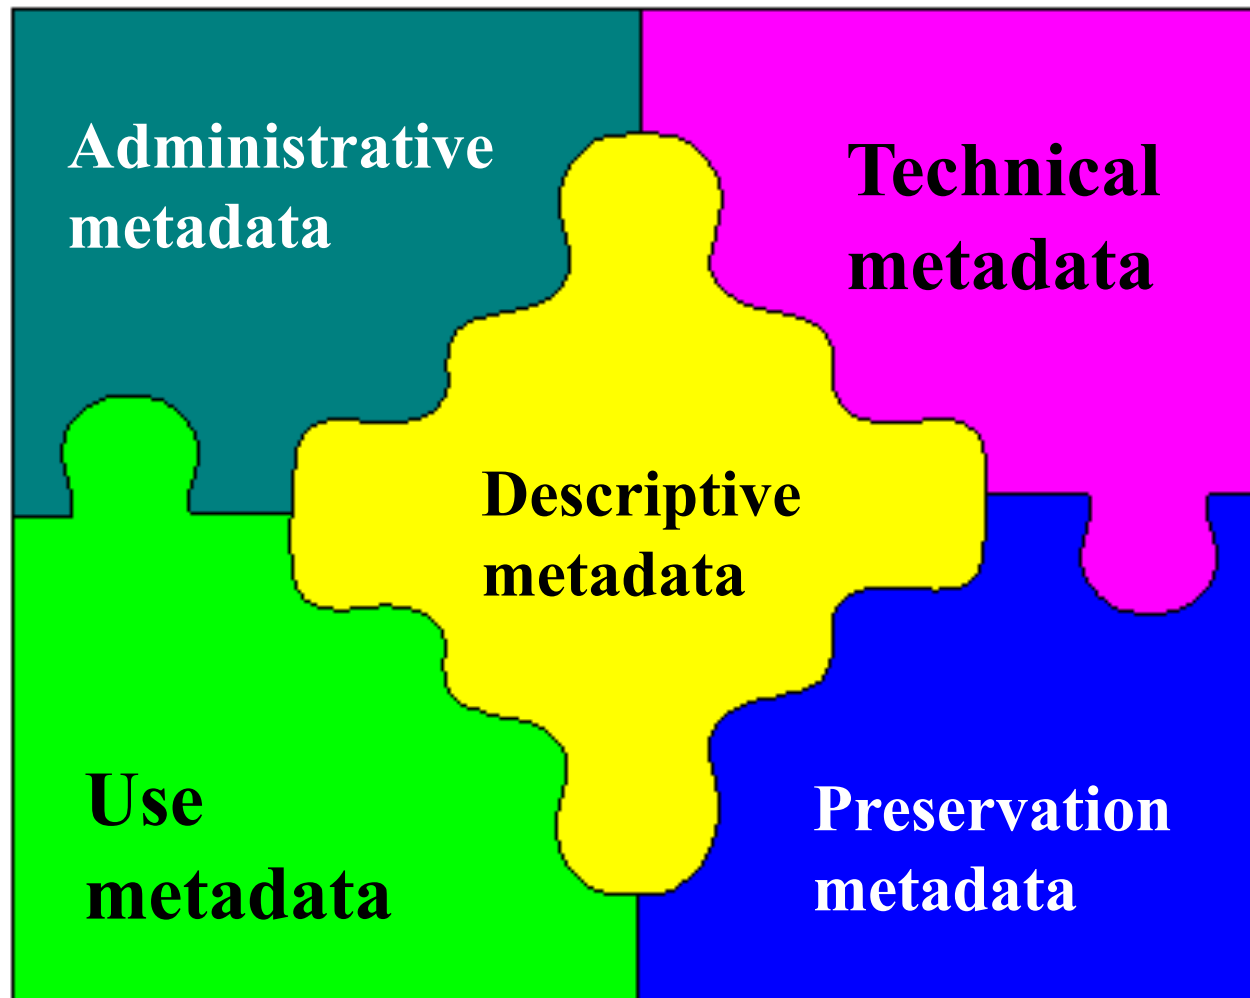 Administrative
metadata
Technical
metadata
Descriptive
metadata
Use
metadata
Preservation
metadata